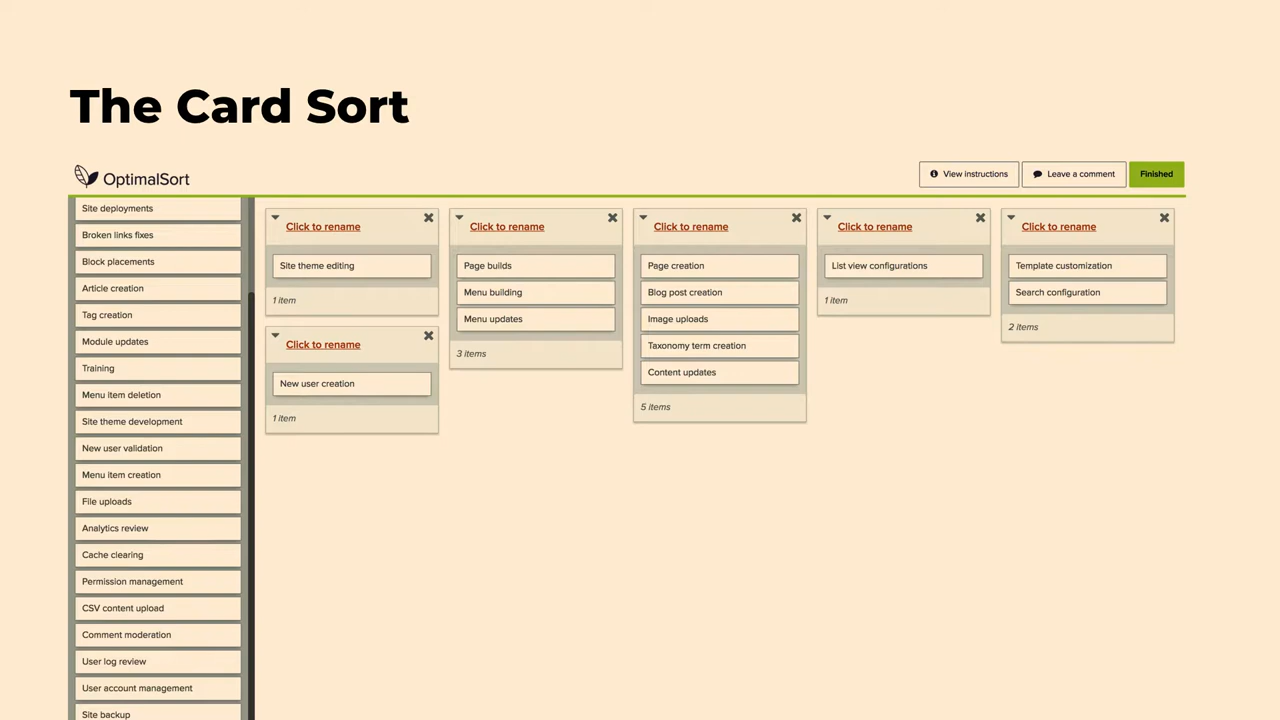 The Card Sort
OptimalSort
View instructions
Leave a comment
Finished
Site deployments
Broken links fixes
Block placements
Article creation
Tag creation
Module updates
Training
Menu item deletion
Site theme development
New user validation
Menu item creation
File uploads
Analytics review
Cache clearing
Permission management
CSV content upload
Comment moderation
User log review
User account management
Site backup
Click to rename
Site theme editing
1 item
Click to rename
New user creation
1 item
Click to rename
Page builds
Menu building
Menu updates
3 items
Click to rename
Page creation
Blog post creation
Image uploads
Taxonomy term creation
Content updates
5 items
Click to rename
List view configurations
1 item
Click to rename
Template customization
Search configuration
2 items